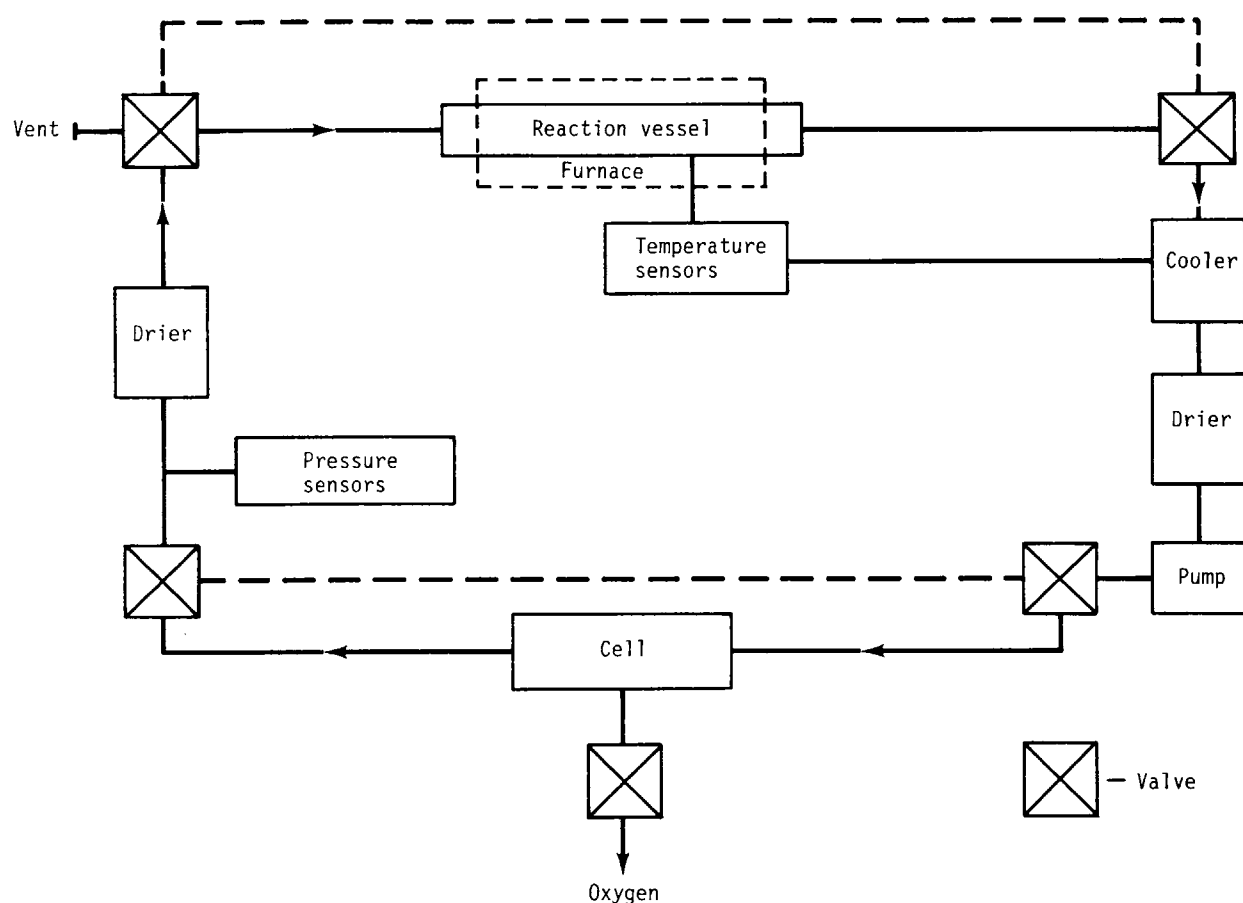 Vent
Reaction vessel
Furnace
Temperature
sensors
Cooler
Drier
Drier
Pressure
sensors
Pump
Cell
— Valve
Oxygen